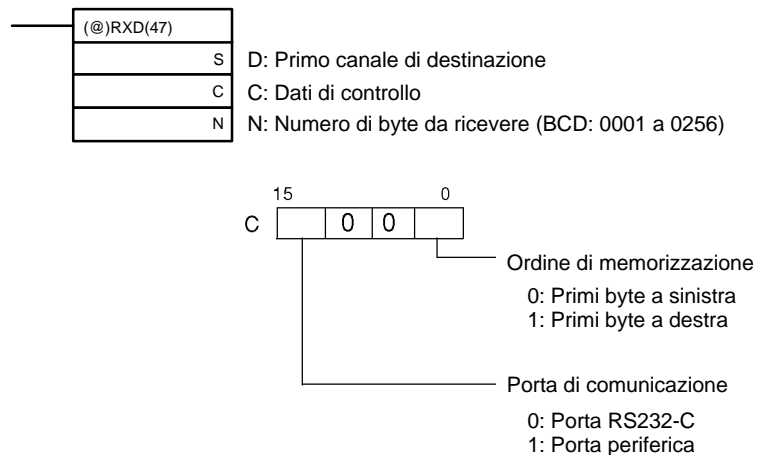 (@)RXD(47)
S D: Primo canale di destinazione
C C: Dati di controllo
N N: Numero di byte da ricevere (BCD: 0001 a 0256)
15 0
C 0 0
Ordine di memorizzazione
0: Primi byte a sinistra
1: Primi byte a destra
Porta di comunicazione
0: Porta RS232-C
1: Porta periferica